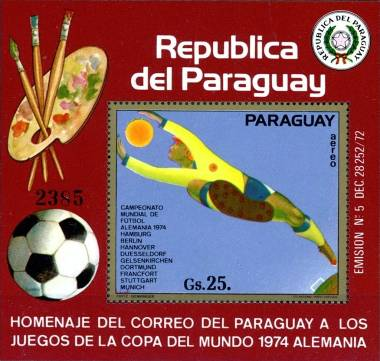 REPUBLICA DEL PARAGUAY
Republica
del Paraguay
PARAGUAY
aereo
2385
CAMPEONATO
MUNDIAL DE
FÚTBOL
ALEMANIA 1974
HAMBURG
BERLIN
HANNOVER
DUESSELDORF
GELSENKIRCHEN
DORTMUND
FRANCFORT
STUTTGART
MUNICH
Gs.25.
EMISION Nº 5 DEC 28252/72
HOMENAJE DEL CORREO DEL PARAGUAY A LOS
JUEGOS DE LA COPA DEL MUNDO 1974 ALEMANIA